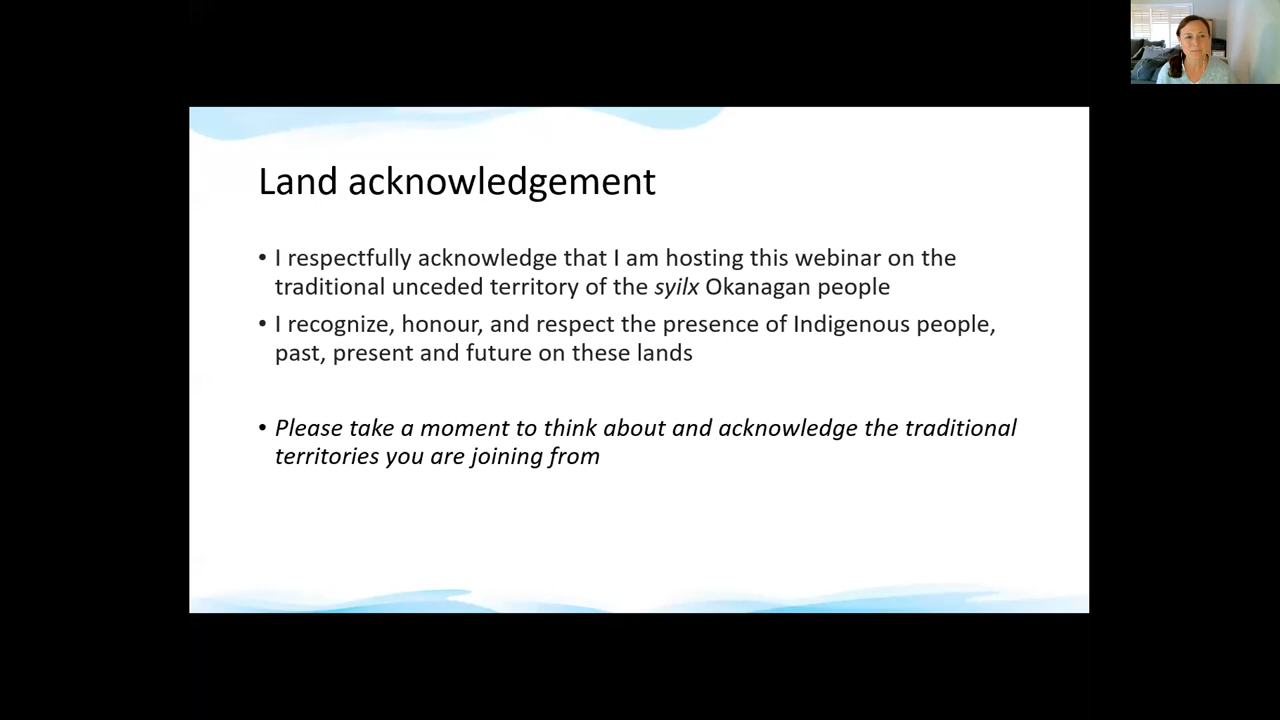 Land acknowledgement
• I respectfully acknowledge that I am hosting this webinar on the
traditional unceded territory of the syilx Okanagan people
• I recognize, honour, and respect the presence of Indigenous people,
past, present and future on these lands
• Please take a moment to think about and acknowledge the traditional
territories you are joining from